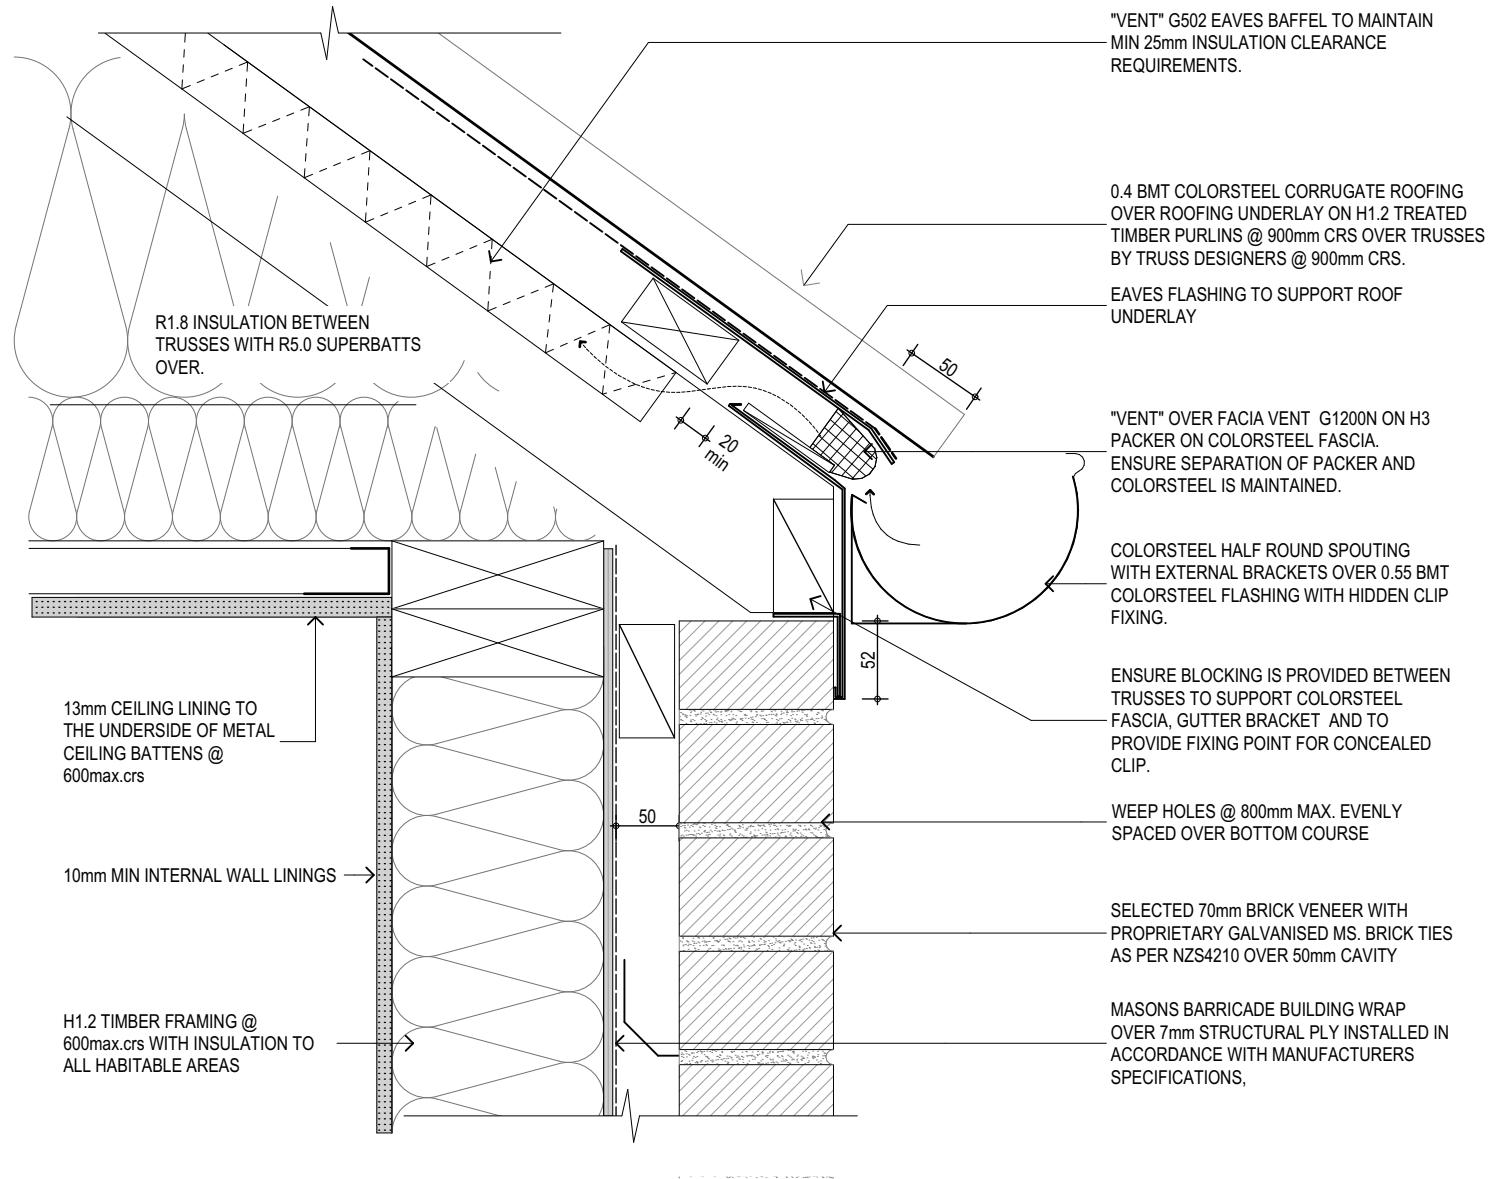 "VENT" G502 EAVES BAFFEL TO MAINTAIN
MIN 25mm INSULATION CLEARANCE
REQUIREMENTS.
0.4 BMT COLORSTEEL CORRUGATE ROOFING
OVER ROOFING UNDERLAY ON H1.2 TREATED
TIMBER PURLINS @ 900mm CRS OVER TRUSSES
BY TRUSS DESIGNERS @ 900mm CRS.
EAVES FLASHING TO SUPPORT ROOF
UNDERLAY
R1.8 INSULATION BETWEEN
TRUSSES WITH R5.0 SUPERBATTS
OVER.
50
20
min
"VENT" OVER FACIA VENT G1200N ON H3
PACKER ON COLORSTEEL FASCIA.
ENSURE SEPARATION OF PACKER AND
COLORSTEEL IS MAINTAINED.
COLORSTEEL HALF ROUND SPOUTING
WITH EXTERNAL BRACKETS OVER 0.55 BMT
COLORSTEEL FLASHING WITH HIDDEN CLIP
FIXING.
52
ENSURE BLOCKING IS PROVIDED BETWEEN
TRUSSES TO SUPPORT COLORSTEEL
FASCIA, GUTTER BRACKET AND TO
PROVIDE FIXING POINT FOR CONCEALED
CLIP.
13mm CEILING LINING TO
THE UNDERSIDE OF METAL
CEILING BATTENS @
600max.crs
50
WEEP HOLES @ 800mm MAX. EVENLY
SPACED OVER BOTTOM COURSE
10mm MIN INTERNAL WALL LININGS
SELECTED 70mm BRICK VENEER WITH
PROPRIETARY GALVANISED MS. BRICK TIES
AS PER NZS4210 OVER 50mm CAVITY
H1.2 TIMBER FRAMING @
600max.crs WITH INSULATION TO
ALL HABITABLE AREAS
MASONS BARRICADE BUILDING WRAP
OVER 7mm STRUCTURAL PLY INSTALLED IN
ACCORDANCE WITH MANUFACTURERS
SPECIFICATIONS,